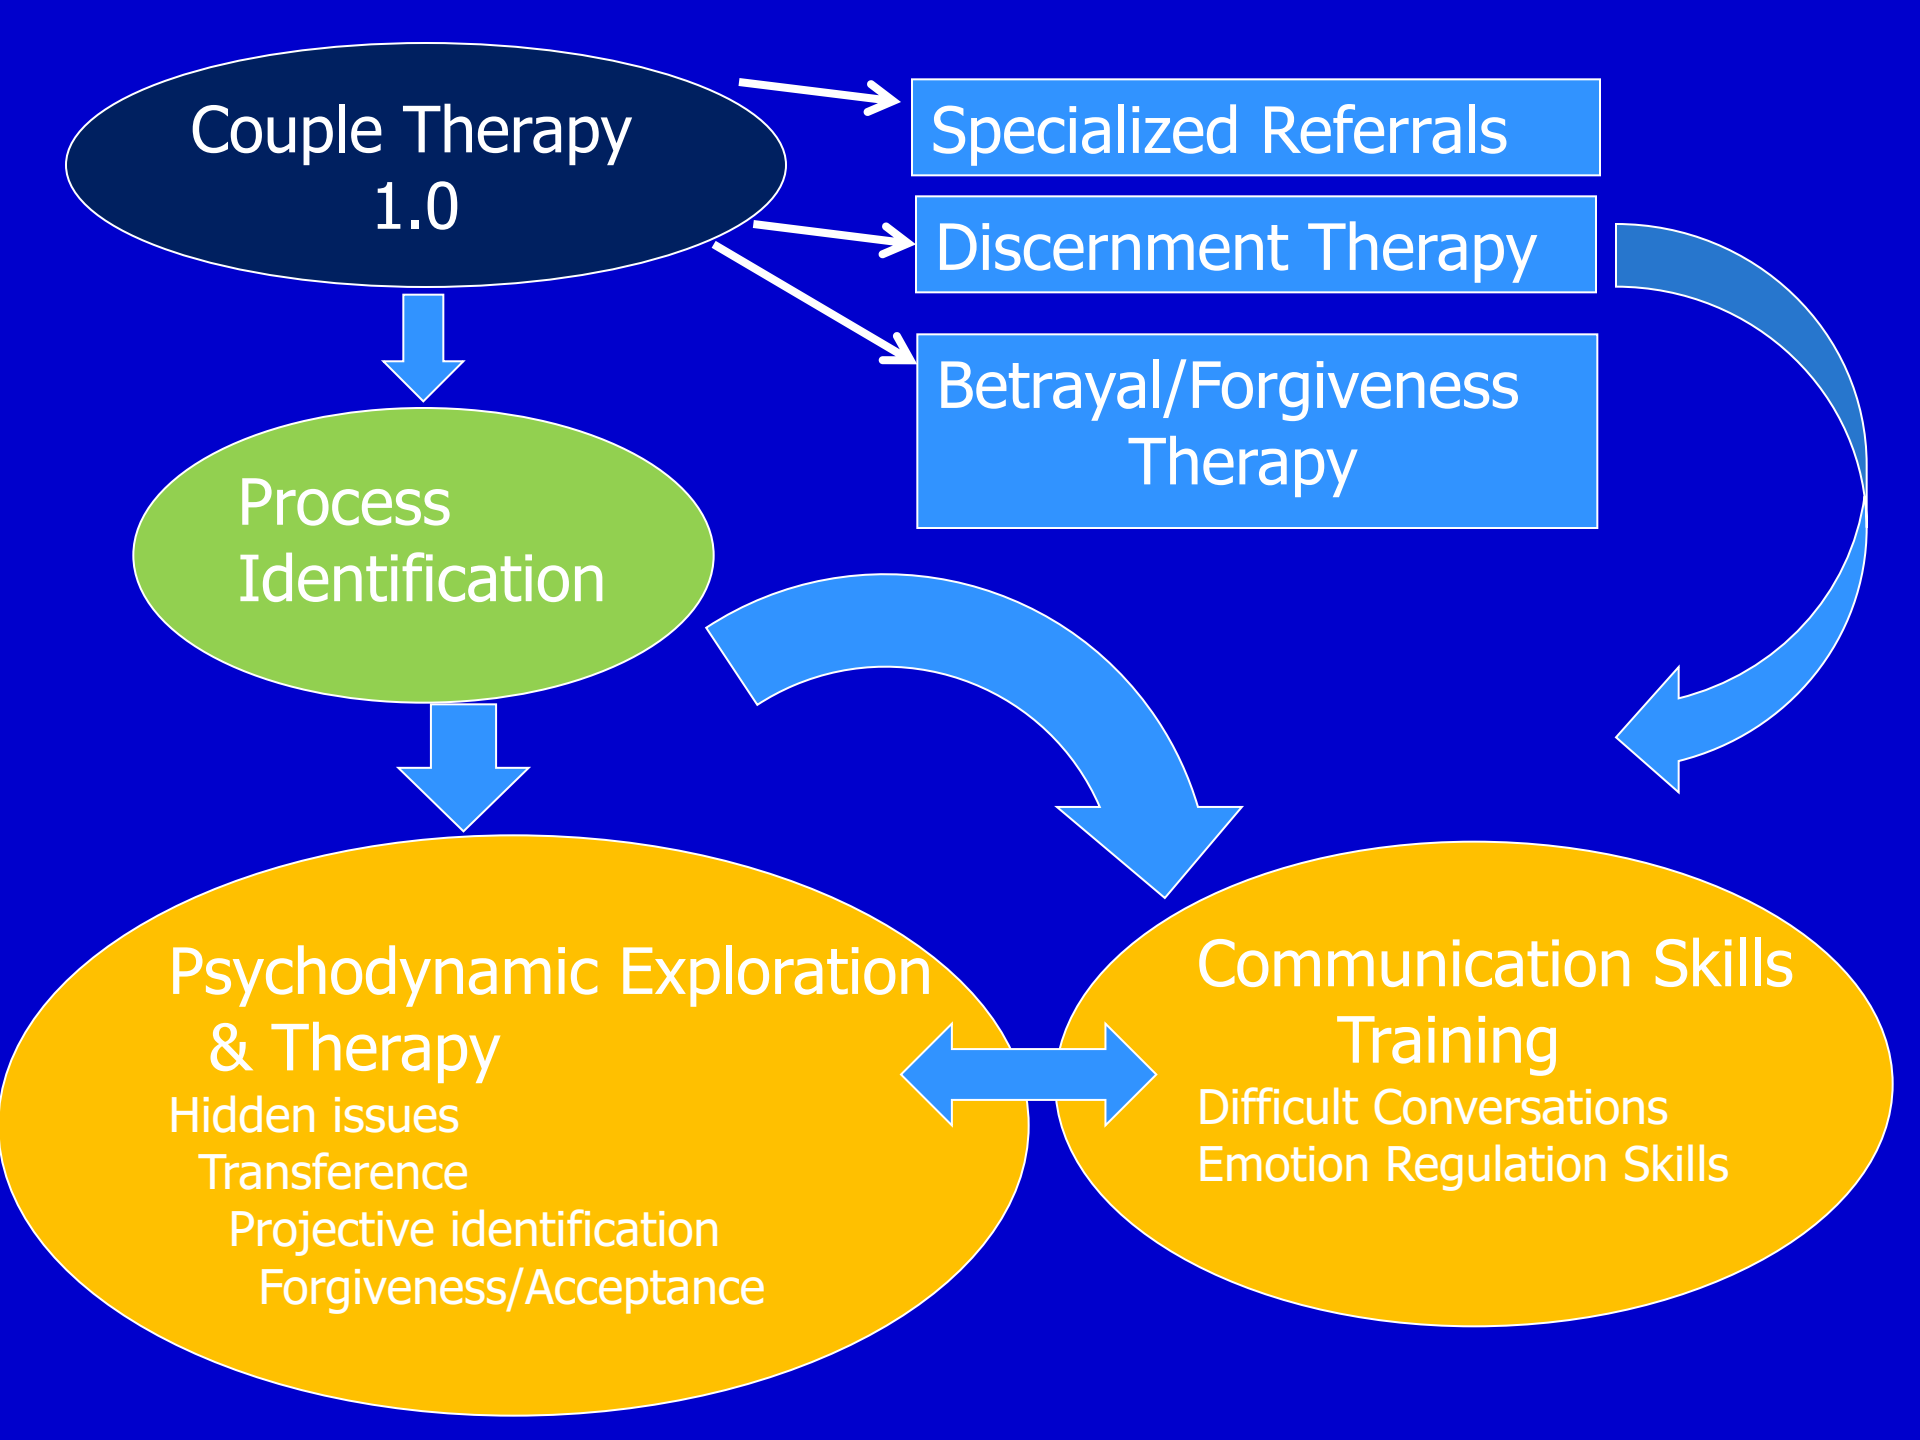 Couple Therapy
1.0
Specialized Referrals
Discernment Therapy
Betrayal/Forgiveness
Therapy
Process
Identification
Psychodynamic Exploration
& Therapy
Hidden issues
Transference
Projective identification
Forgiveness/Acceptance
Communication Skills
Training
Difficult Conversations
Emotion Regulation Skills